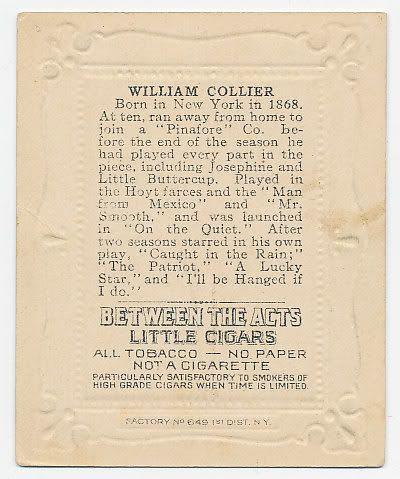 WILLIAM COLLIER
Born in New York in 1868.
At ten, ran away from home to
join a "Pinafore" Co. be-
fore the end of the season he
had played every part in the
piece, including Josephine and
Little Buttercup. Played in
the Hoyt farces and the "Man
from Mexico" and "Mr.
Smooth," and was launched
in "On the Quiet." After
two seasons starred in his own
play, "Caught in the Rain;"
"The Patriot," "A Lucky
Star," and "I'll be Hanged if
I do."
BETWEEN THE ACTS
LITTLE CIGARS
ALL TOBACCO — NO PAPER
NOT A CIGARETTE
PARTICULARLY SATISFACTORY TO SMOKERS OF
HIGH GRADE CIGARS WHEN TIME IS LIMITED.
FACTORY No 649 1st DIST. N.Y.